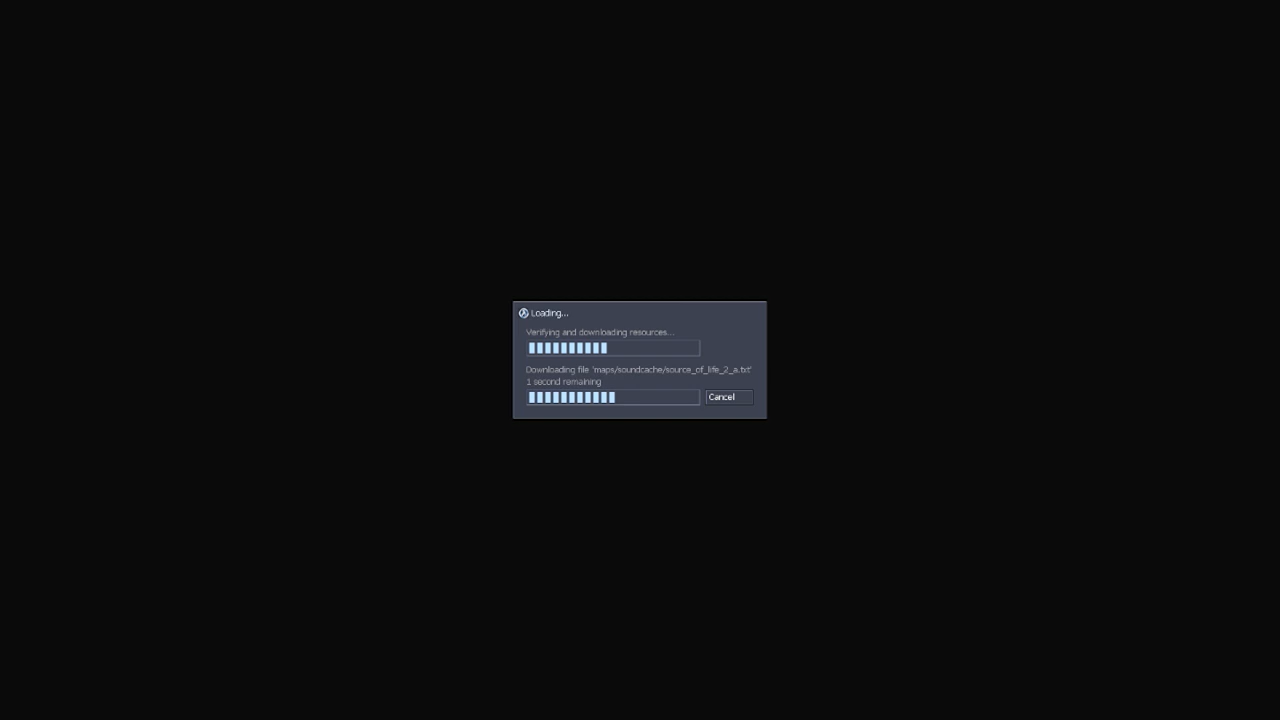 Loading...
Verifying and downloading resources...
Downloading file 'maps/soundcache/source_of_life_2_a.txt'
1 second remaining
Cancel